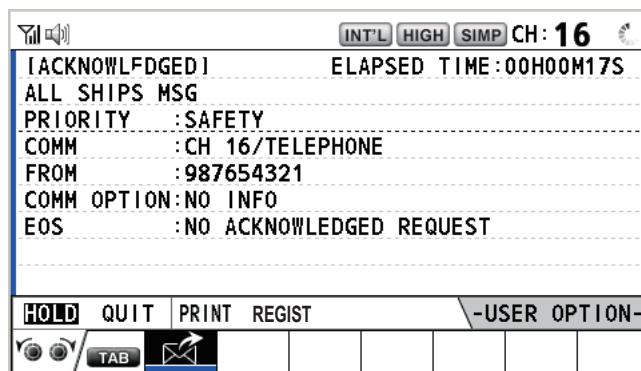 INT'L HIGH SIMP CH: 16
[ACKNOWLEDGED] ELAPSED TIME:00H00M17S
ALL SHIPS MSG
PRIORITY :SAFETY
COMM :CH 16/TELEPHONE
FROM :987654321
COMM OPTION:NO INFO
EOS :NO ACKNOWLEDGED REQUEST
HOLD QUIT PRINT REGIST -USER OPTION-
TAB